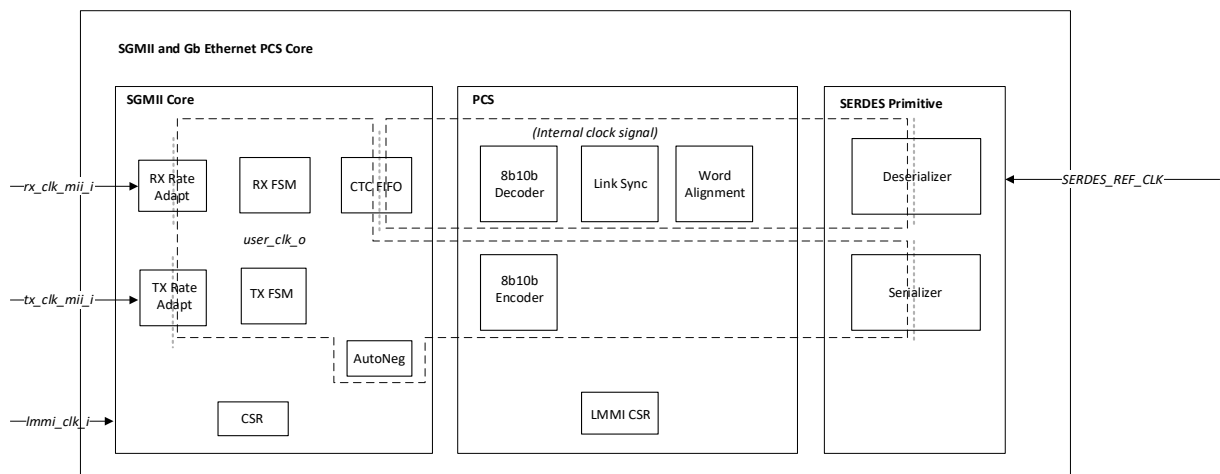 SGMII and Gb Ethernet PCS Core
SGMII Core
PCS
SERDES Primitive
(Internal clock signal)
rx_clk_mii_i
RX Rate
Adapt
RX FSM
CTC FIFO
8b10b
Decoder
Link Sync
Word
Alignment
Deserializer
SERDES_REF_CLK
user_clk_o
tx_clk_mii_i
TX Rate
Adapt
TX FSM
8b10b
Encoder
Serializer
AutoNeg
lmmi_clk_i
CSR
LMMI CSR